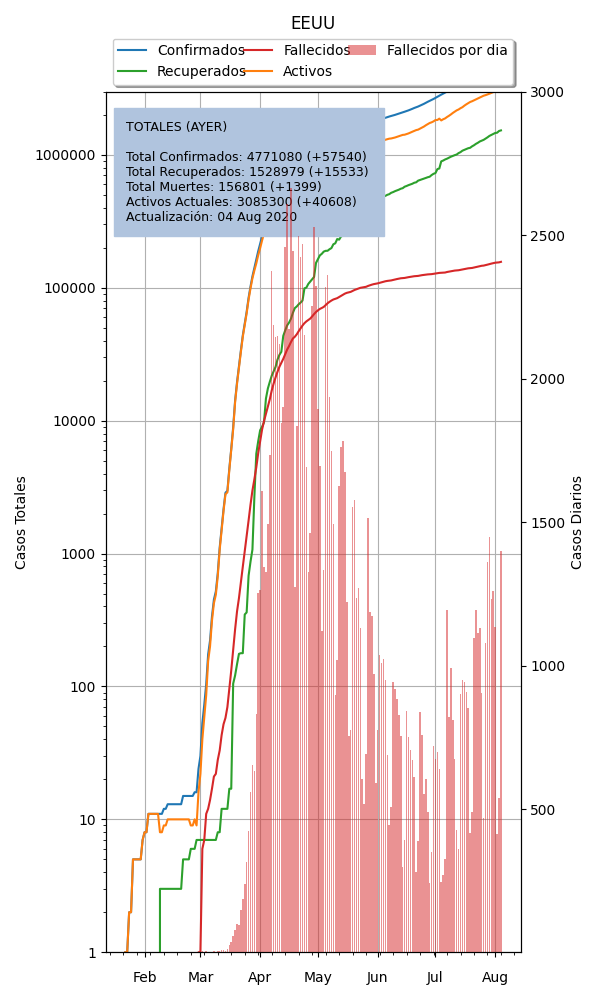 EEUU
Confirmados Fallecidos Fallecidos por dia
Recuperados Activos
TOTALES (AYER)
Total Confirmados: 4771080 (+57540)
Total Recuperados: 1528979 (+15533)
Total Muertes: 156801 (+1399)
Activos Actuales: 3085300 (+40608)
Actualización: 04 Aug 2020
Casos Totales
1000000
100000
10000
1000
100
10
1
3000
2500
2000
1500
1000
500
Casos Diarios
Feb Mar Apr May Jun Jul Aug